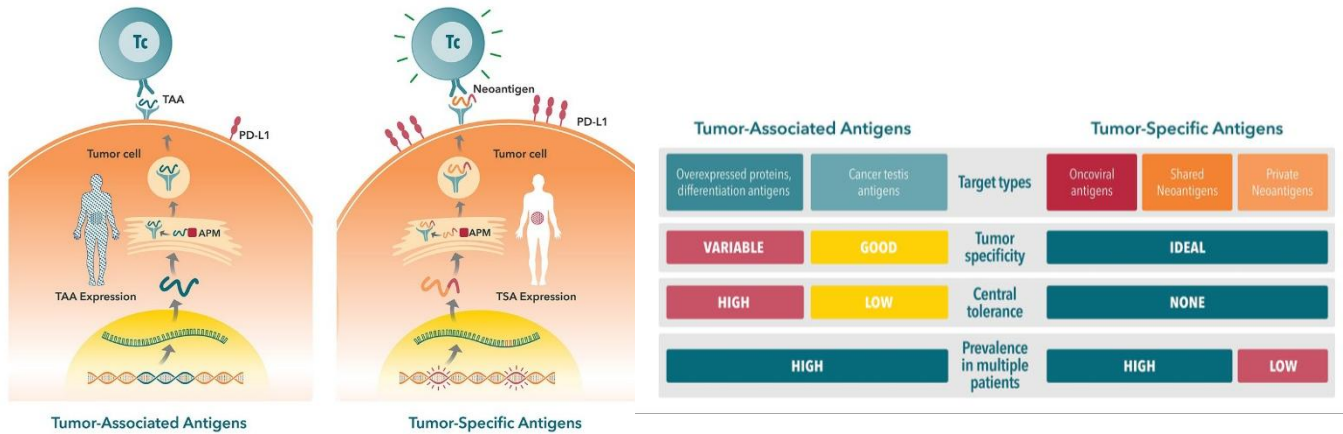 Tc
TAA
PD-L1
Tumor cell
APM
TAA Expression
Tumor-Associated Antigens
Tc
Neoantigen
PD-L1
Tumor cell
APM
TSA Expression
Tumor-Specific Antigens
Tumor-Associated Antigens
Tumor-Specific Antigens
Overexpressed proteins,
differentiation antigens
Cancer testis
antigens
Target types
Oncoviral
antigens
Shared
Neoantigens
Private
Neoantigens
VARIABLE
GOOD
Tumor
specificity
IDEAL
HIGH
LOW
Central
tolerance
NONE
HIGH
Prevalence
in multiple
patients
HIGH
LOW